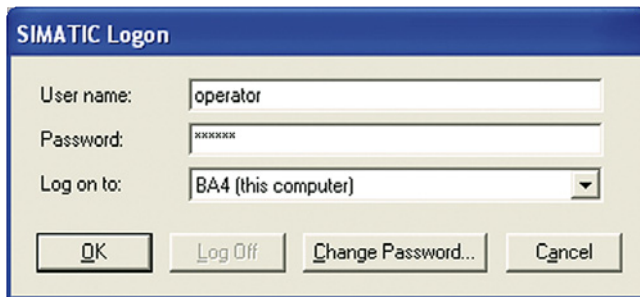 SIMATIC Logon
User name: operator
Password: ××××××
Log on to: BA4 (this computer)
OK Log Off Change Password... Cancel